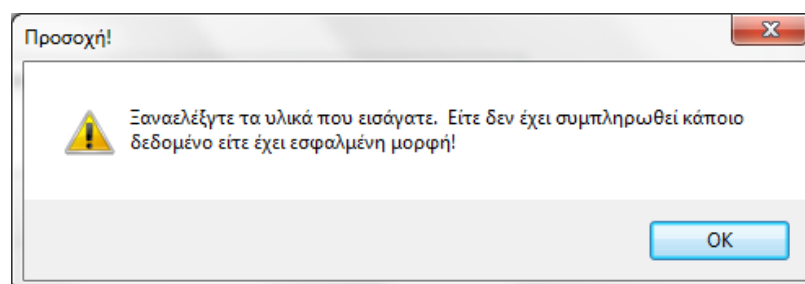 Προσοχή!
Ξαναελέξγτε τα υλικά που εισάγατε. Είτε δεν έχει συμπληρωθεί κάποιο
δεδομένο είτε έχει εσφαλμένη μορφή!
OK